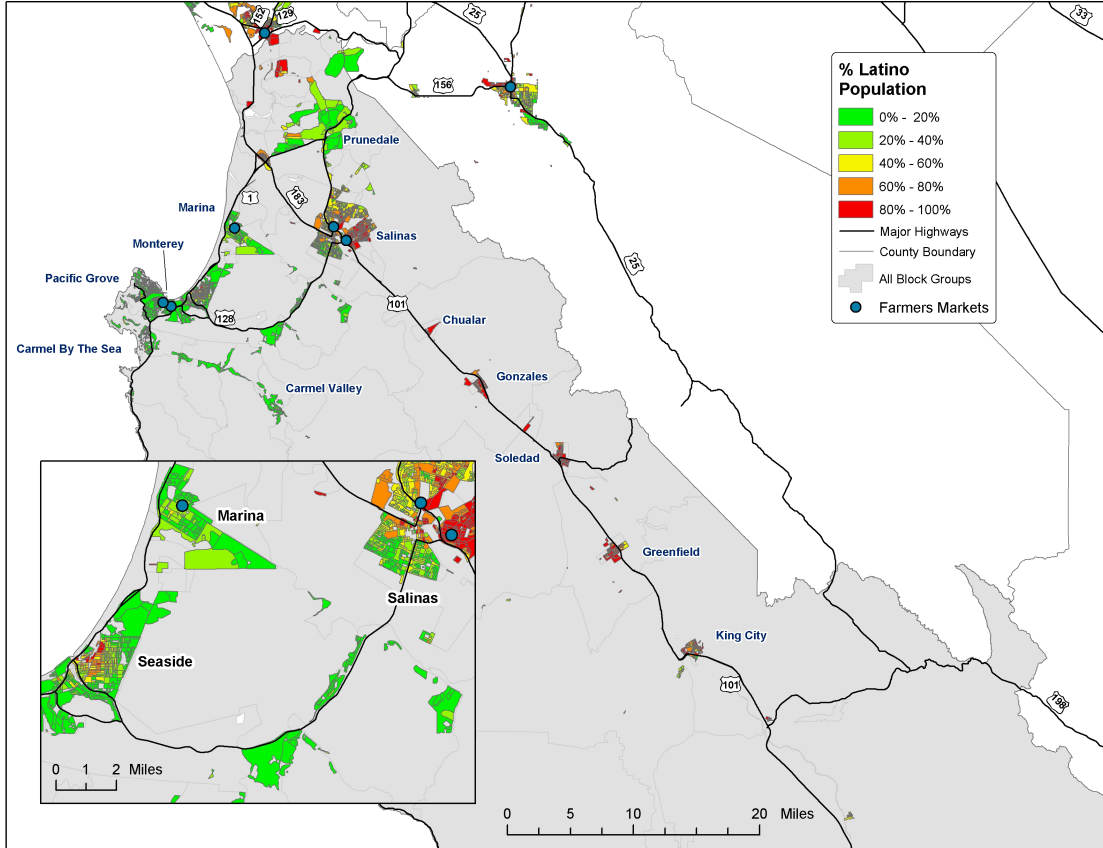 152
129
25
33
156
% Latino
Population
0% - 20%
20% - 40%
40% - 60%
60% - 80%
80% - 100%
Major Highways
County Boundary
All Block Groups
Farmers Markets
Prunedale
1
183
Marina
Salinas
Monterey
25
Pacific Grove
101
128
Chualar
Carmel By The Sea
Gonzales
Carmel Valley
Soledad
Marina
Greenfield
Salinas
Seaside
King City
101
198
0 1 2 Miles
0 5 10 20 Miles